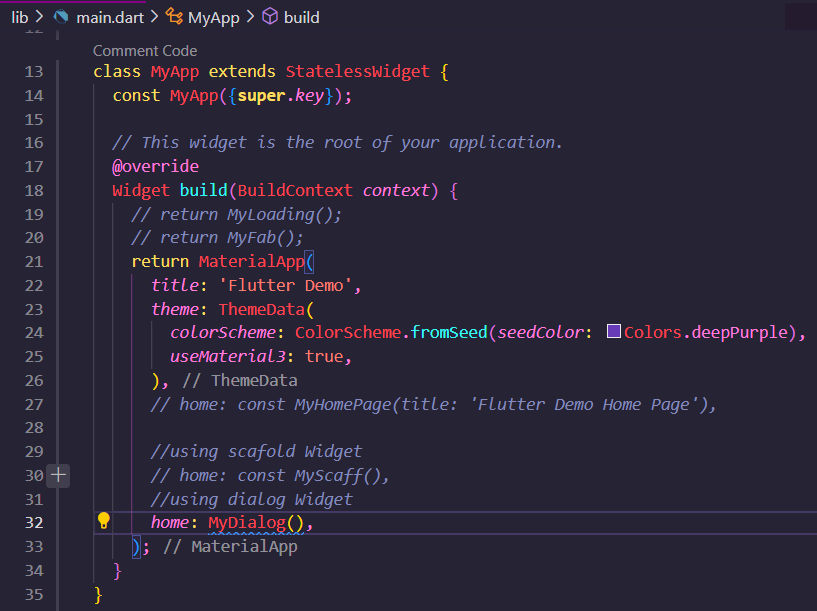 lib > main.dart > MyApp > build
12
Comment Code
13 class MyApp extends StatelessWidget {
14   const MyApp({super.key});
15
16   // This widget is the root of your application.
17   @override
18   Widget build(BuildContext context) {
19     // return MyLoading();
20     // return MyFab();
21     return MaterialApp(
22       title: 'Flutter Demo',
23       theme: ThemeData(
24         colorScheme: ColorScheme.fromSeed(seedColor: Colors.deepPurple),
25         useMaterial3: true,
26       ), // ThemeData
27       // home: const MyHomePage(title: 'Flutter Demo Home Page'),
28
29       //using scafold Widget
30       // home: const MyScaff(),
31       //using dialog Widget
32       home: MyDialog(),
33     ); // MaterialApp
34   }
35 }